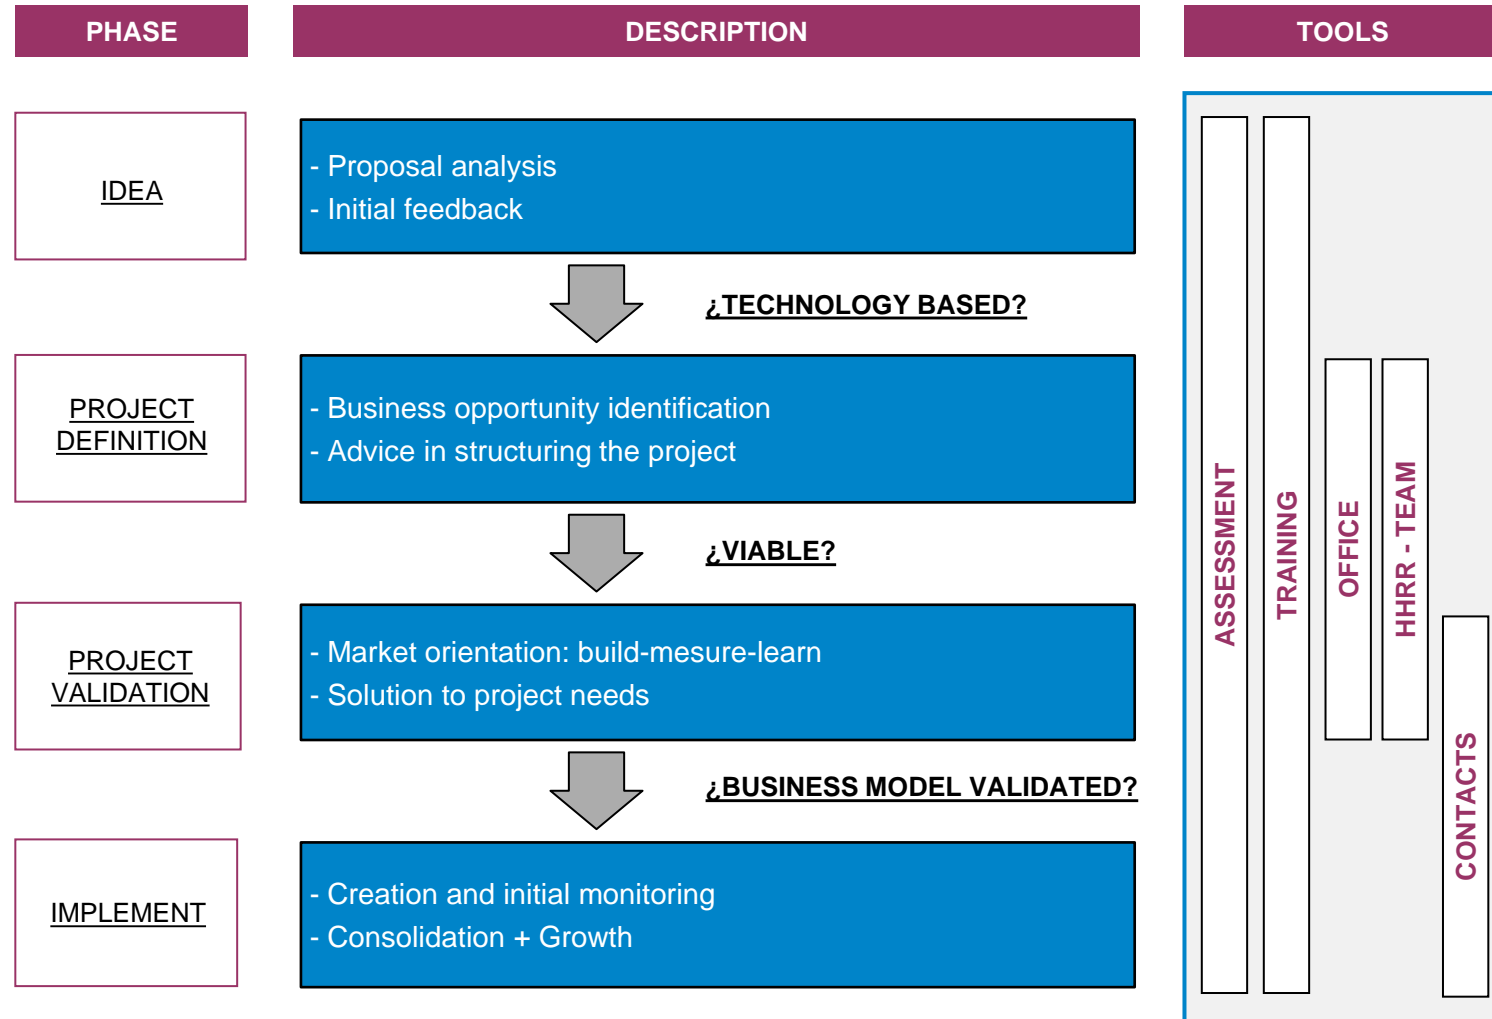 PHASE
DESCRIPTION
TOOLS
IDEA
- Proposal analysis
- Initial feedback
¿TECHNOLOGY BASED?
PROJECT
DEFINITION
- Business opportunity identification
- Advice in structuring the project
¿VIABLE?
PROJECT
VALIDATION
- Market orientation: build-mesure-learn
- Solution to project needs
¿BUSINESS MODEL VALIDATED?
IMPLEMENT
- Creation and initial monitoring
- Consolidation + Growth
ASSESSMENT
TRAINING
OFFICE
HHRR - TEAM
CONTACTS